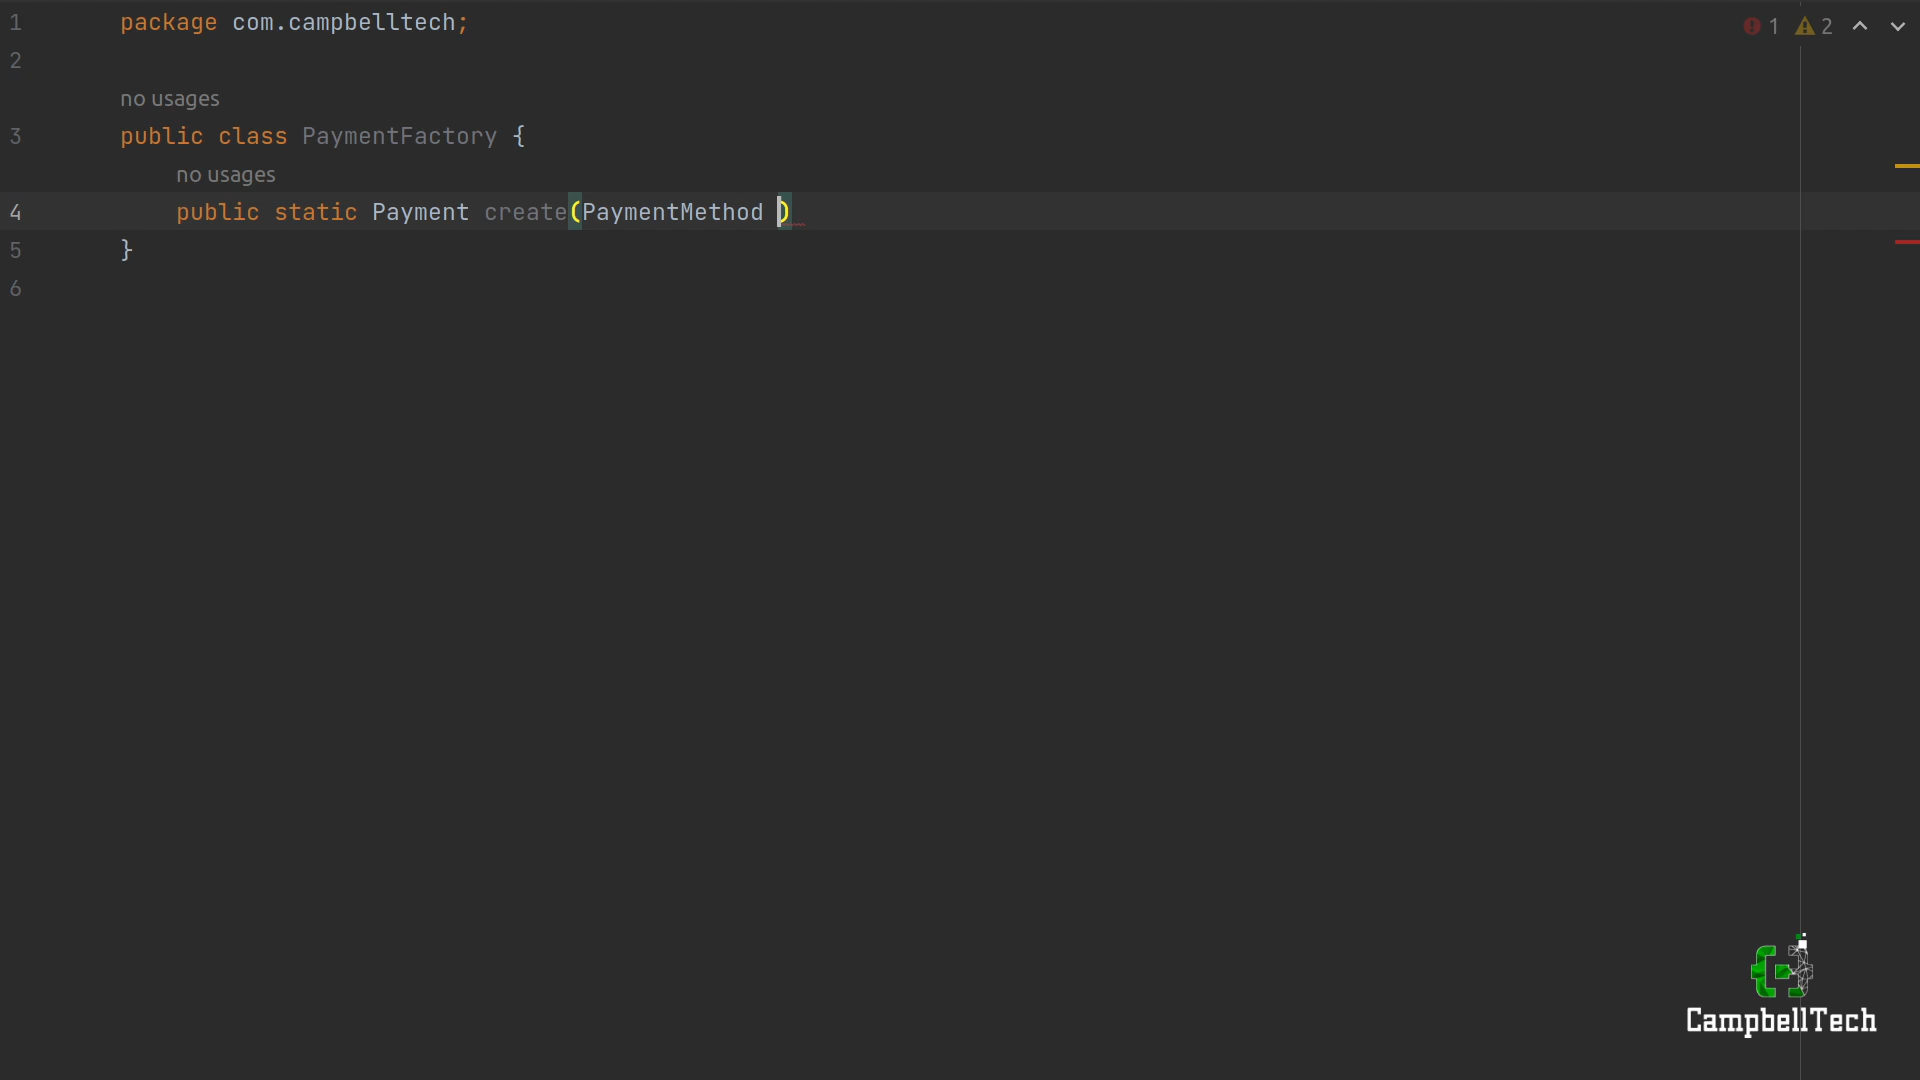 1 package com.campbelltech;
1 2
2
no usages
3 public class PaymentFactory {
no usages
4 public static Payment create(PaymentMethod )
5 }
6
CampbellTech